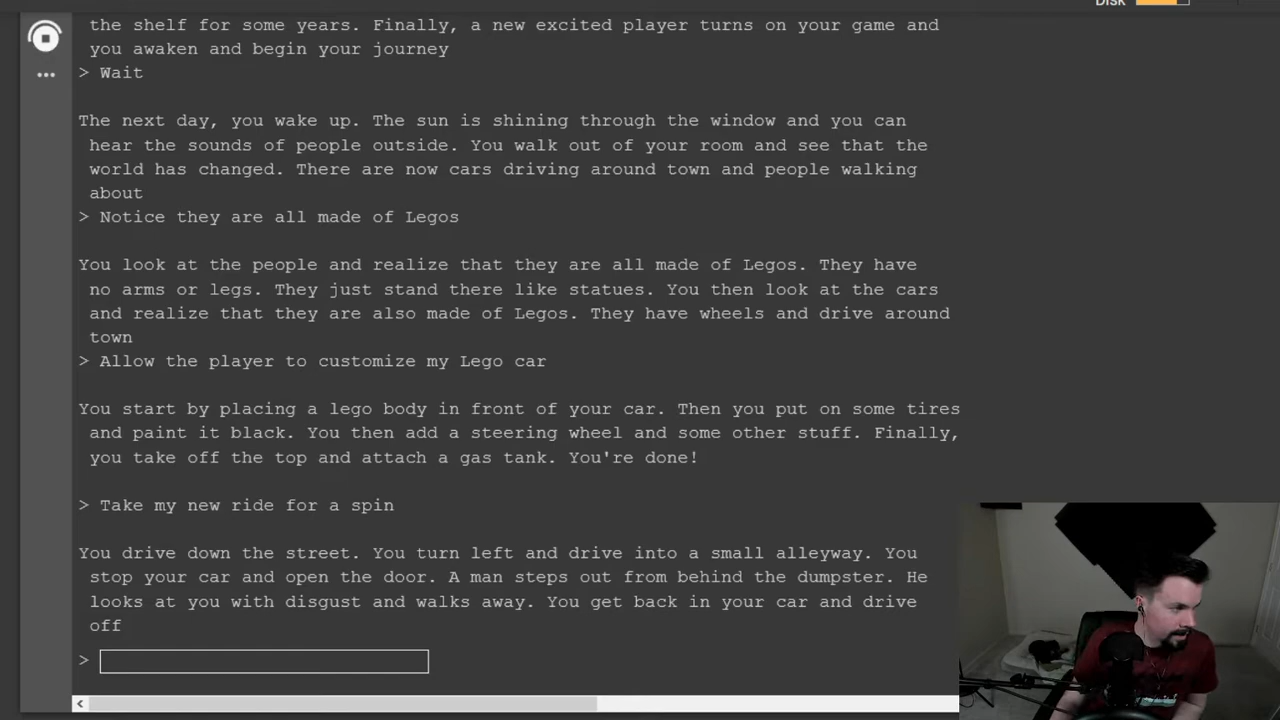 Disk
the shelf for some years. Finally, a new excited player turns on your game and
you awaken and begin your journey
> Wait
The next day, you wake up. The sun is shining through the window and you can
hear the sounds of people outside. You walk out of your room and see that the
world has changed. There are now cars driving around town and people walking
about
> Notice they are all made of Legos
You look at the people and realize that they are all made of Legos. They have
no arms or legs. They just stand there like statues. You then look at the cars
and realize that they are also made of Legos. They have wheels and drive around
town
> Allow the player to customize my Lego car
You start by placing a lego body in front of your car. Then you put on some tires
and paint it black. You then add a steering wheel and some other stuff. Finally,
you take off the top and attach a gas tank. You're done!
> Take my new ride for a spin
You drive down the street. You turn left and drive into a small alleyway. You
stop your car and open the door. A man steps out from behind the dumpster. He
looks at you with disgust and walks away. You get back in your car and drive
off
>